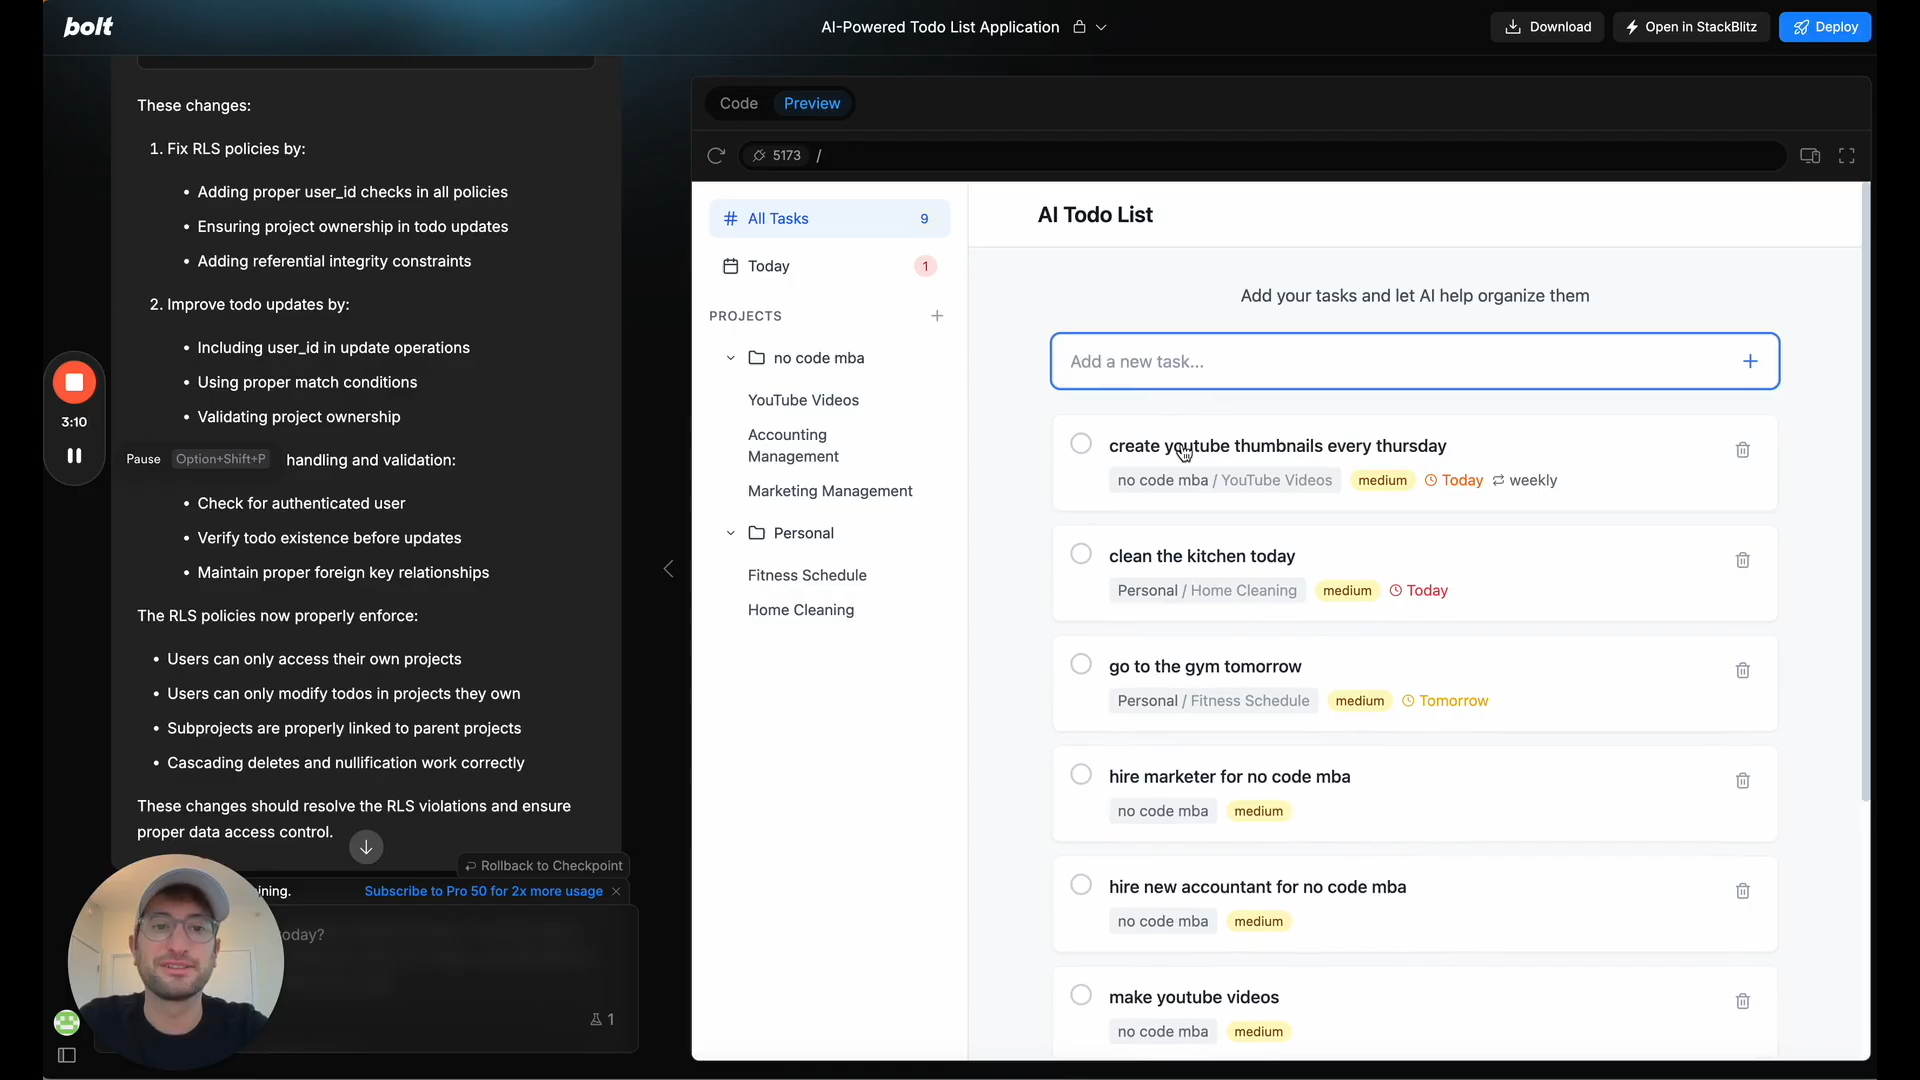 bolt
AI-Powered Todo List Application
Download
Open in StackBlitz
Deploy
These changes:
1. Fix RLS policies by:
• Adding proper user_id checks in all policies
• Ensuring project ownership in todo updates
• Adding referential integrity constraints
2. Improve todo updates by:
• Including user_id in update operations
• Using proper match conditions
• Validating project ownership
3:10
Pause Option+Shift+P
handling and validation:
• Check for authenticated user
• Verify todo existence before updates
• Maintain proper foreign key relationships
The RLS policies now properly enforce:
• Users can only access their own projects
• Users can only modify todos in projects they own
• Subprojects are properly linked to parent projects
• Cascading deletes and nullification work correctly
These changes should resolve the RLS violations and ensure
proper data access control.
Rollback to Checkpoint
Subscribe to Pro 50 for 2x more usage
1
Code
Preview
5173
/
# All Tasks 9
Today 1
PROJECTS +
no code mba
YouTube Videos
Accounting
Management
Marketing Management
Personal
Fitness Schedule
Home Cleaning
AI Todo List
Add your tasks and let AI help organize them
Add a new task... +
create youtube thumbnails every thursday
no code mba / YouTube Videos medium Today weekly
clean the kitchen today
Personal / Home Cleaning medium Today
go to the gym tomorrow
Personal / Fitness Schedule medium Tomorrow
hire marketer for no code mba
no code mba medium
hire new accountant for no code mba
no code mba medium
make youtube videos
no code mba medium